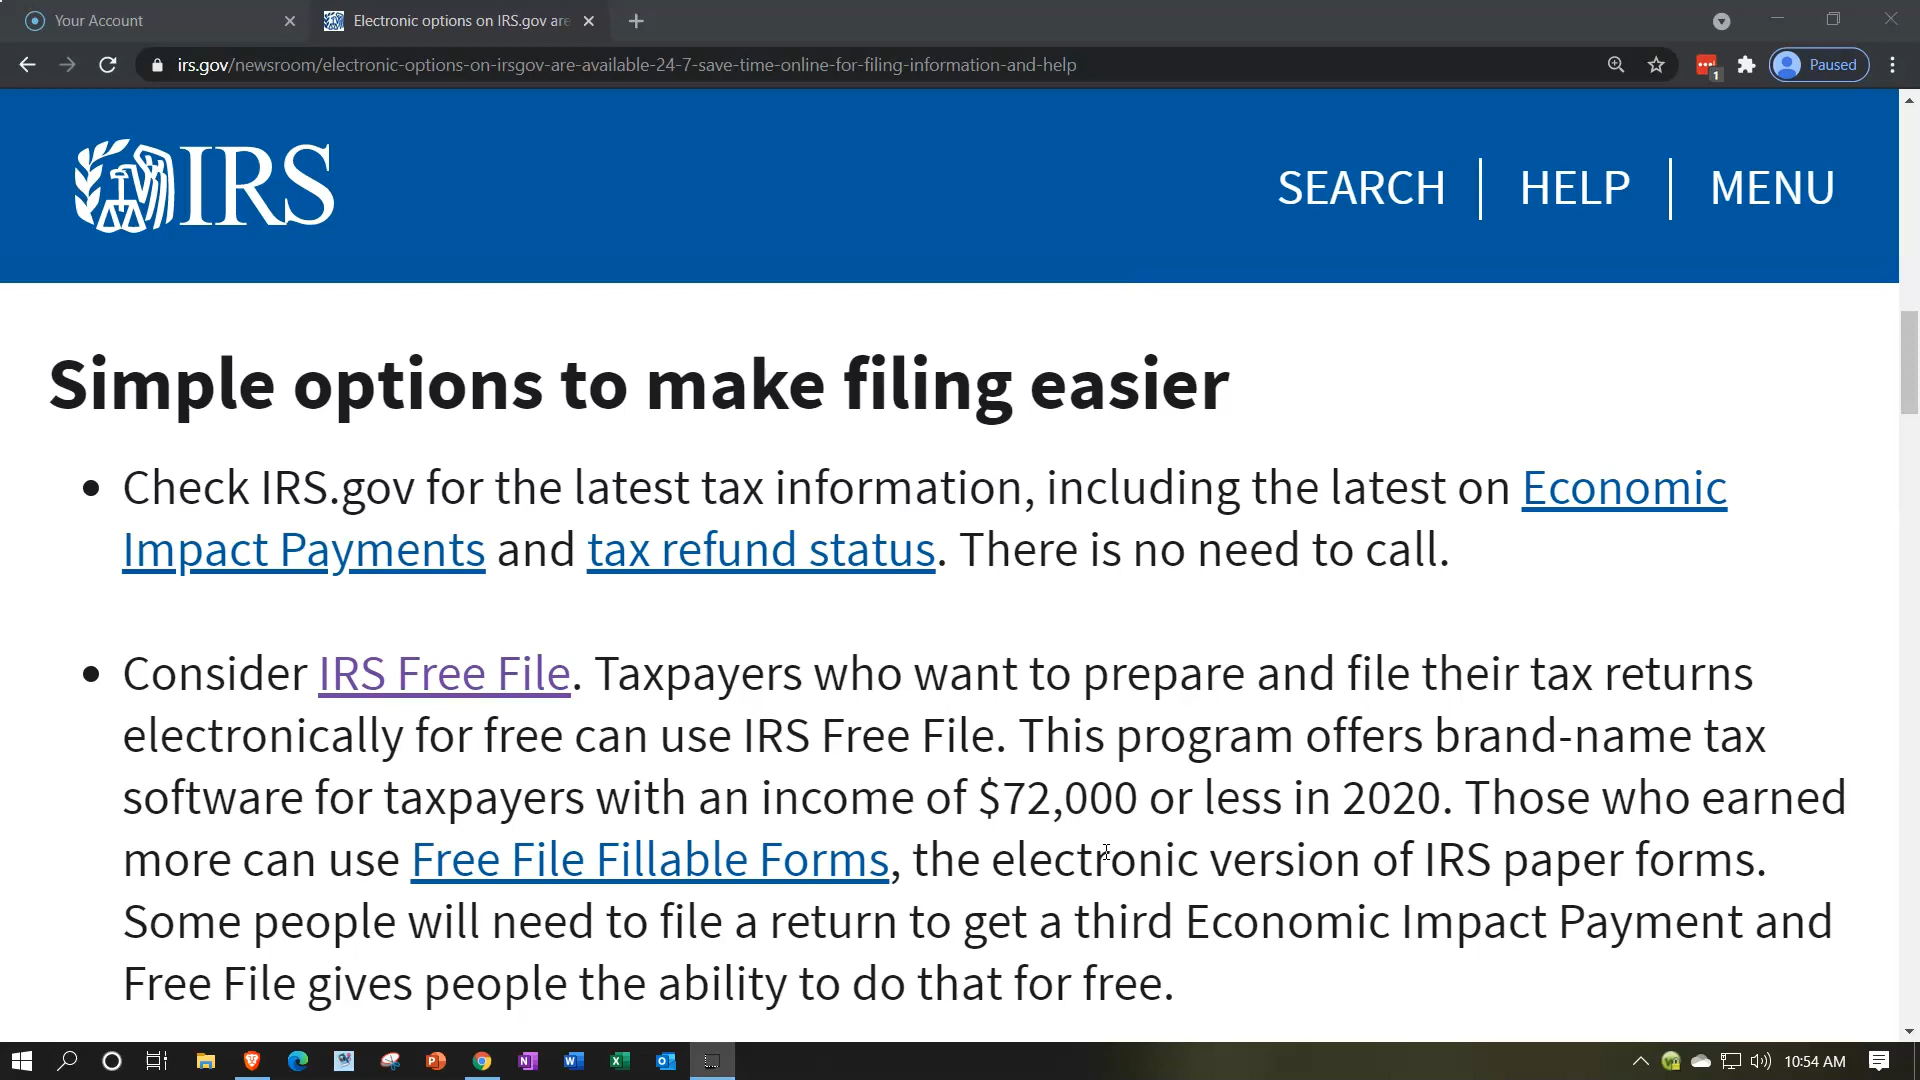 Your Account
Electronic options on IRS.gov are
irs.gov/newsroom/electronic-options-on-irsgov-are-available-24-7-save-time-online-for-filing-information-and-help
1
Paused
IRS
SEARCH
HELP
MENU
Simple options to make filing easier
• Check IRS.gov for the latest tax information, including the latest on Economic
Impact Payments and tax refund status. There is no need to call.
• Consider IRS Free File. Taxpayers who want to prepare and file their tax returns
electronically for free can use IRS Free File. This program offers brand-name tax
software for taxpayers with an income of $72,000 or less in 2020. Those who earned
more can use Free File Fillable Forms, the electronic version of IRS paper forms.
Some people will need to file a return to get a third Economic Impact Payment and
Free File gives people the ability to do that for free.
10:54 AM